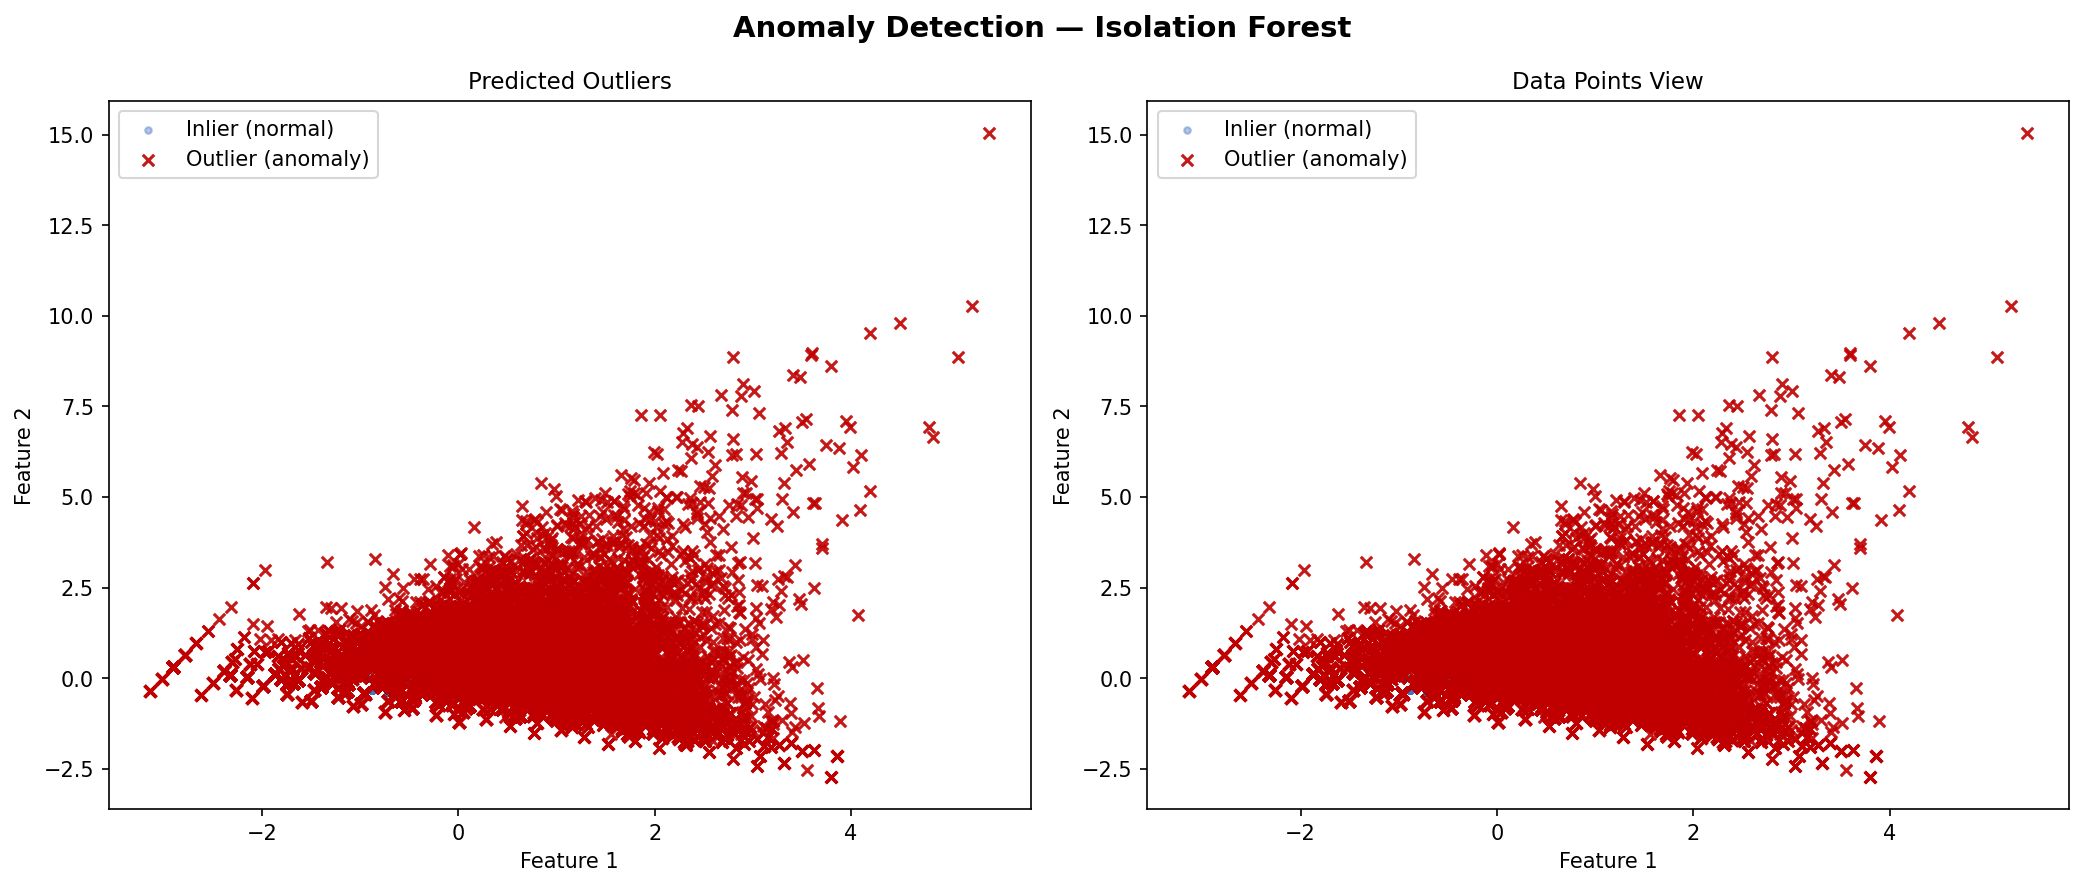 Anomaly Detection — Isolation Forest
Predicted Outliers
Inlier (normal)
Outlier (anomaly)
15.0
12.5
10.0
7.5
5.0
2.5
0.0
−2.5
Feature 2
−2 0 2 4
Feature 1
Data Points View
Inlier (normal)
Outlier (anomaly)
15.0
12.5
10.0
7.5
5.0
2.5
0.0
−2.5
Feature 2
−2 0 2 4
Feature 1